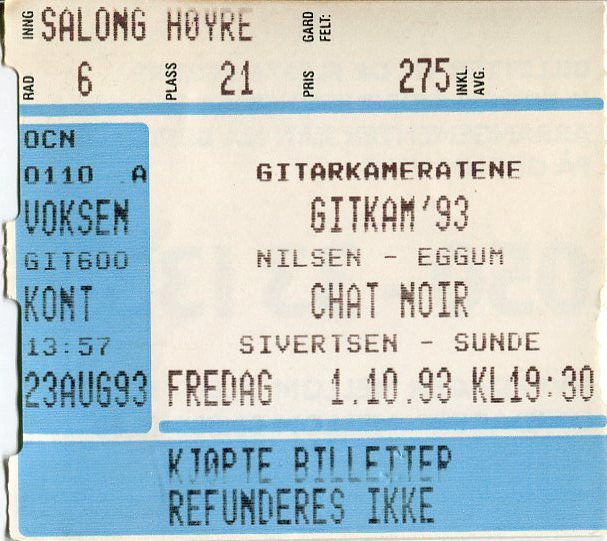 INNG SALONG HØYRE GARD FELT:
RAD 6 PLASS 21 PRIS 275 INKL. AVG.
OCN
0110 A GITARKAMERATENE
VOKSEN GITKAM'93
GIT600 NILSEN - EGGUM
KONT CHAT NOIR
13:57 SIVERTSEN - SUNDE
23AUG93 FREDAG 1.10.93 KL19:30
KJØPTE BILLETTER
REFUNDERES IKKE